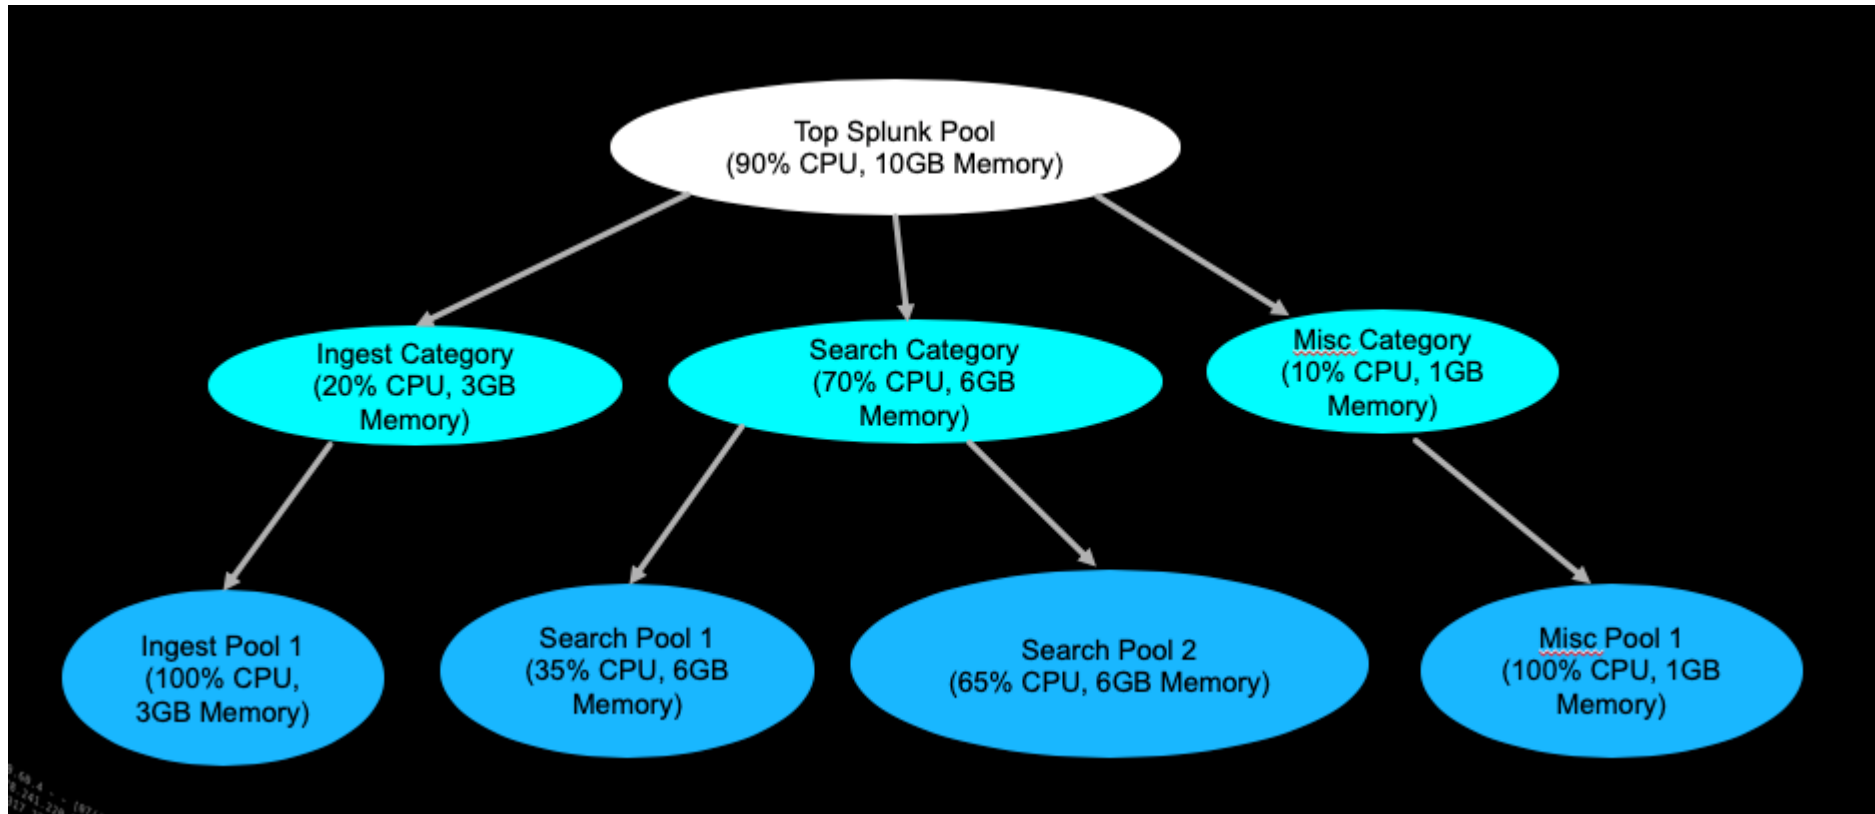 Top Splunk Pool
(90% CPU, 10GB Memory)
Ingest Category
(20% CPU, 3GB
Memory)
Search Category
(70% CPU, 6GB
Memory)
Misc Category
(10% CPU, 1GB
Memory)
Ingest Pool 1
(100% CPU,
3GB Memory)
Search Pool 1
(35% CPU, 6GB
Memory)
Search Pool 2
(65% CPU, 6GB Memory)
Misc Pool 1
(100% CPU, 1GB
Memory)